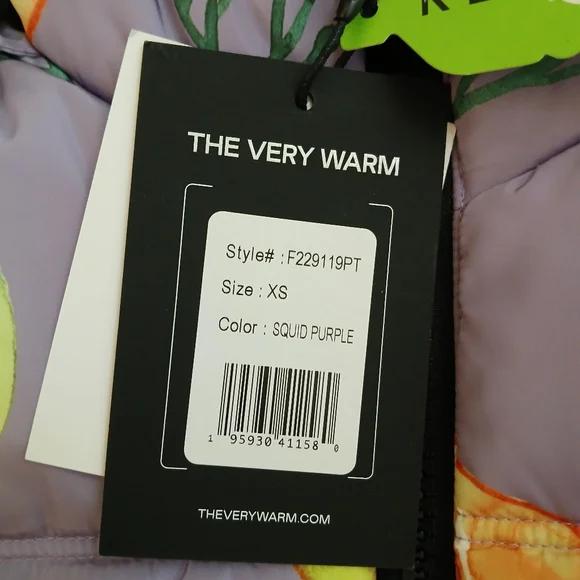 THE VERY WARM
Style# : F229119PT
Size : XS
Color : SQUID PURPLE
1 95930 41158 0
THEVERYWARM.COM